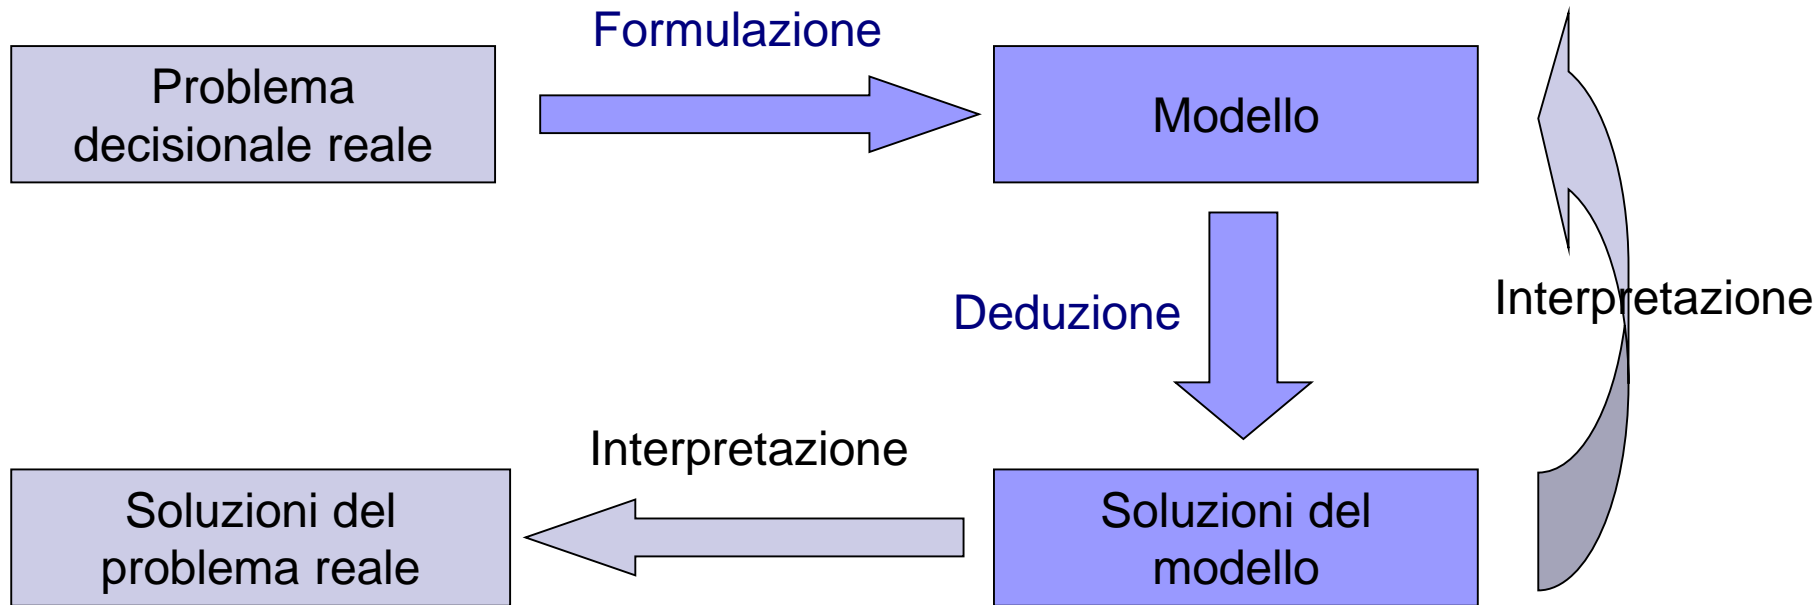 Formulazione
Problema
decisionale reale
Modello
Deduzione
Interpretazione
Interpretazione
Soluzioni del
problema reale
Soluzioni del
modello